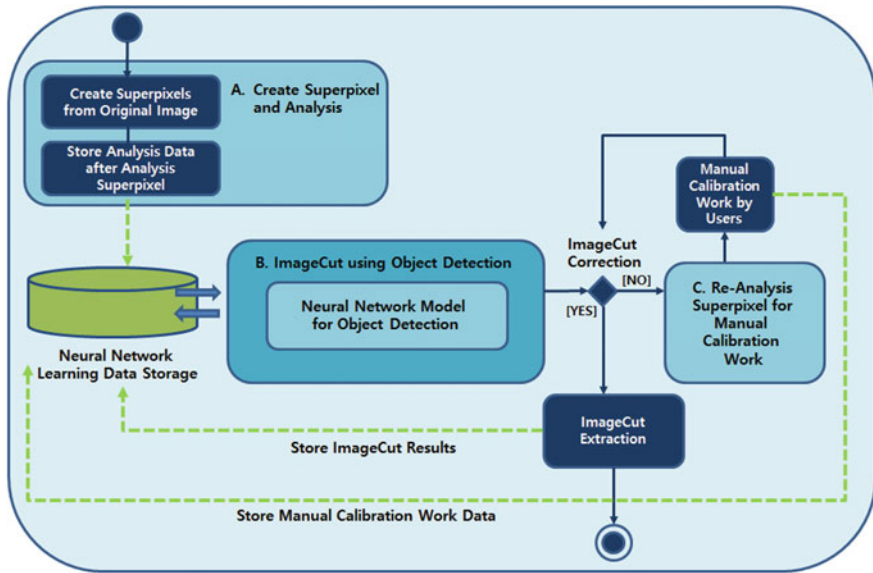 Create Superpixels
from Original Image
A. Create Superpixel
and Analysis
Store Analysis Data
after Analysis
Superpixel
Manual
Calibration
Work by
Users
ImageCut
Correction
B. ImageCut using Object Detection
[NO]
[YES]
C. Re-Analysis
Superpixel for
Manual
Calibration
Work
Neural Network Model
for Object Detection
Neural Network
Learning Data Storage
ImageCut
Extraction
Store ImageCut Results
Store Manual Calibration Work Data